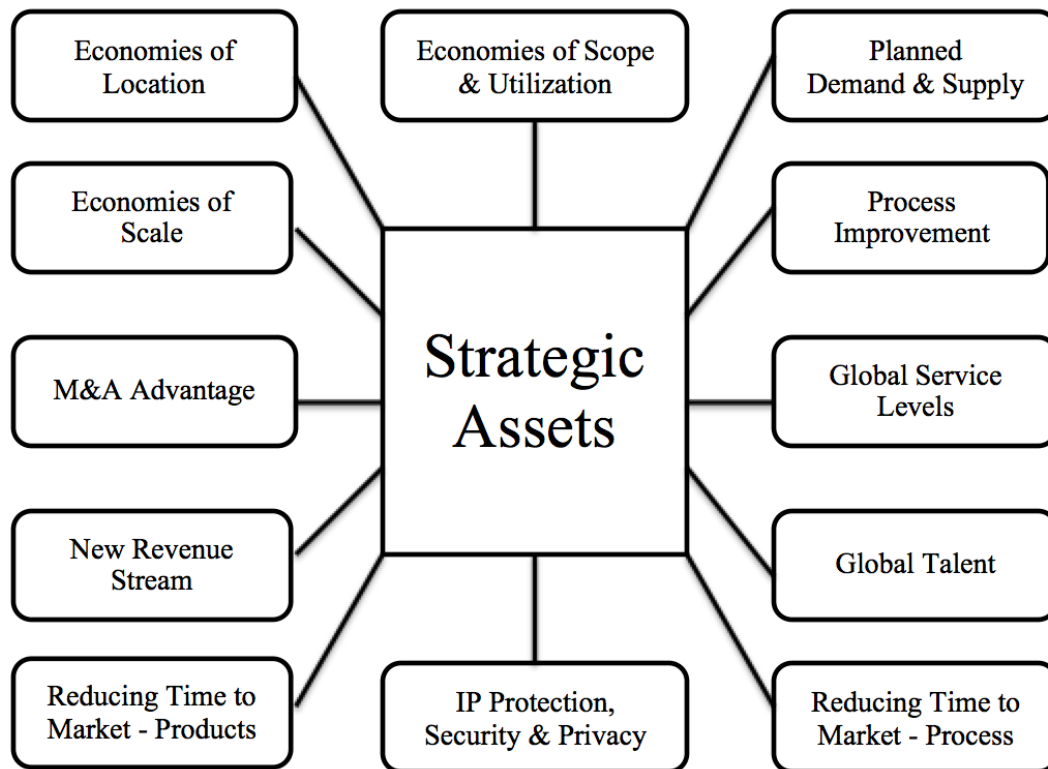 Economies of
Location
Economies of Scope
& Utilization
Planned
Demand & Supply
Economies of
Scale
Process
Improvement
Strategic
Assets
M&A Advantage
Global Service
Levels
New Revenue
Stream
Global Talent
Reducing Time to
Market - Products
IP Protection,
Security & Privacy
Reducing Time to
Market - Process